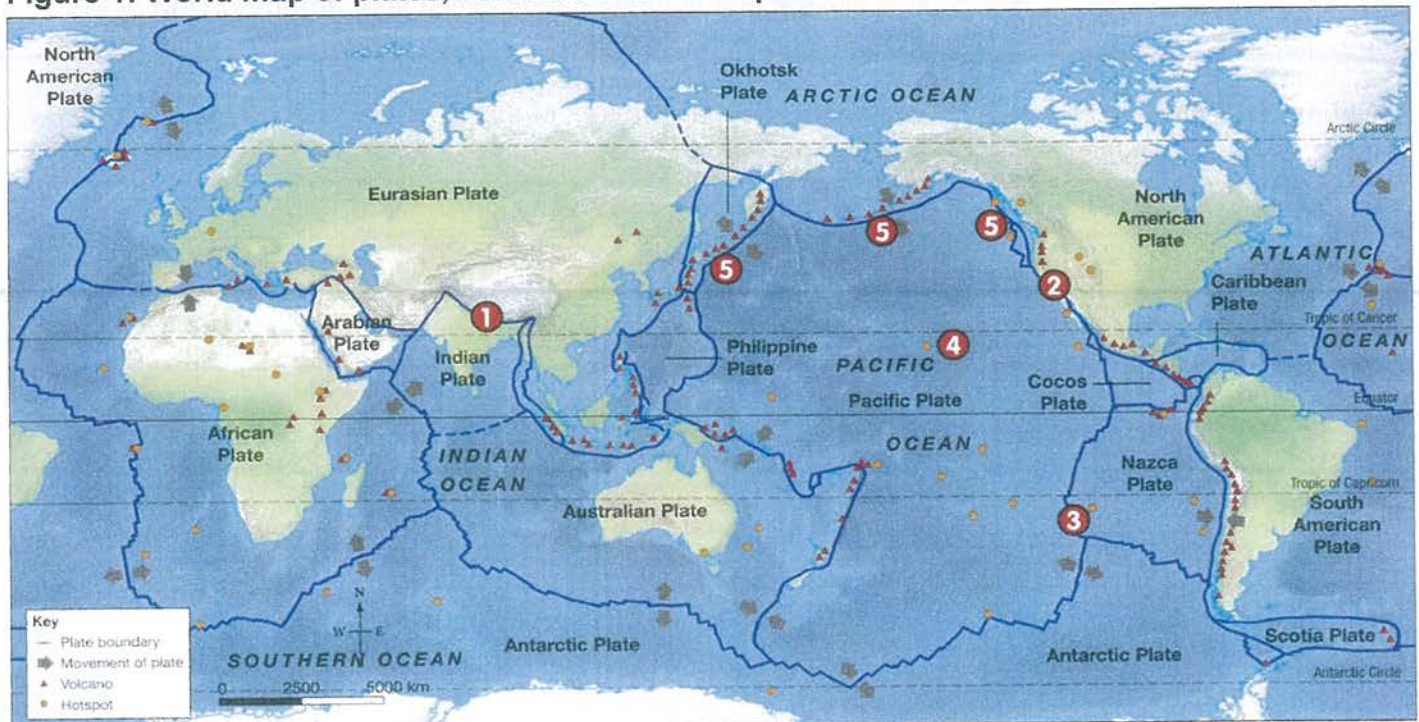 North
American
Plate
Okhotsk
Plate
ARCTIC OCEAN
Arctic Circle
Eurasian Plate
North
American
Plate
5
5
5
ATLANTIC
Caribbean
Plate
2
1
Arabian
Plate
Indian
Plate
Philippine
Plate
4
PACIFIC
Pacific Plate
OCEAN
Cocos
Plate
Tropic of Cancer
OCEAN
Equator
African
Plate
INDIAN
OCEAN
Nazca
Plate
Tropic of Capricorn
South
American
Plate
Australian Plate
3
Key
Plate boundary
Movement of plate
Volcano
Hotspot
N
W E
SOUTHERN OCEAN
0 2500 5000 km
Antarctic Plate
Antarctic Plate
Scotia Plate
Antarctic Circle